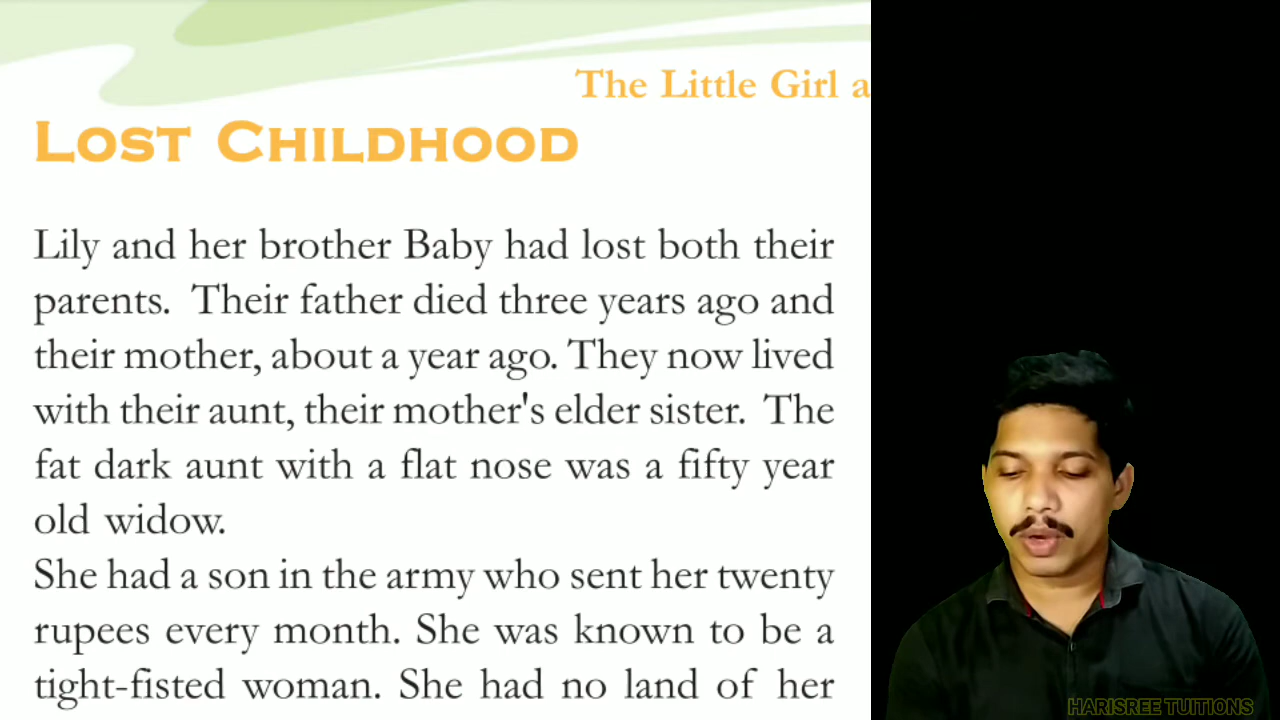 The Little Girl a
LOST CHILDHOOD
Lily and her brother Baby had lost both their
parents. Their father died three years ago and
their mother, about a year ago. They now lived
with their aunt, their mother's elder sister. The
fat dark aunt with a flat nose was a fifty year
old widow.
She had a son in the army who sent her twenty
rupees every month. She was known to be a
tight-fisted woman. She had no land of her
HARISREE TUITIONS